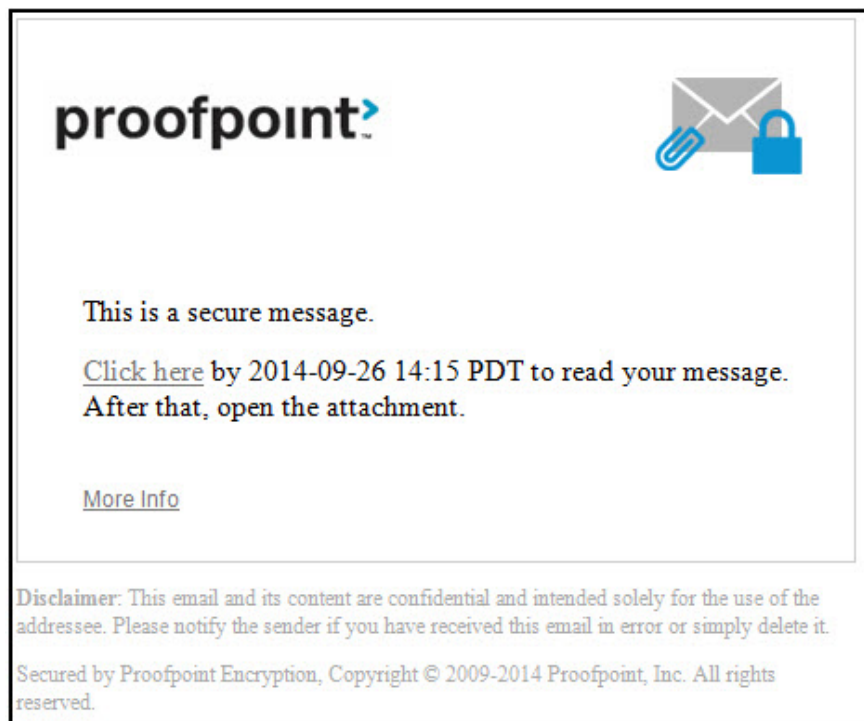 proofpoint™
This is a secure message.
Click here by 2014-09-26 14:15 PDT to read your message.
After that, open the attachment.
More Info
Disclaimer: This email and its content are confidential and intended solely for the use of the
addressee. Please notify the sender if you have received this email in error or simply delete it.
Secured by Proofpoint Encryption, Copyright © 2009-2014 Proofpoint, Inc. All rights
reserved.